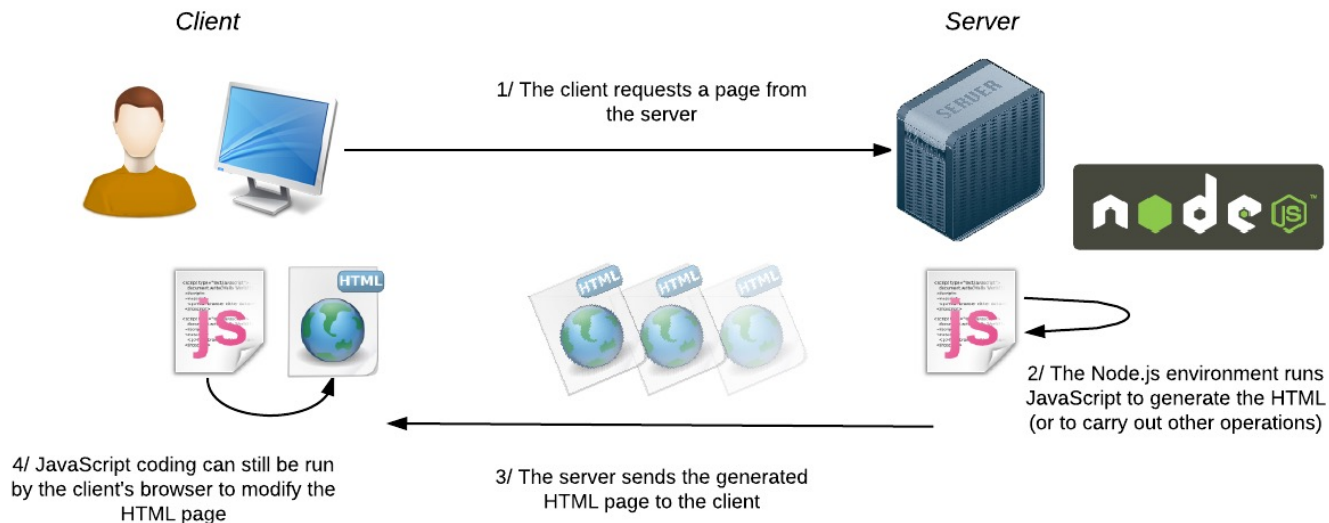 Client
Server
1/ The client requests a page from
the server
SERVER
node
JS
TM
HTML
HTML
HTML
HTML
js
js
2/ The Node.js environment runs
JavaScript to generate the HTML
(or to carry out other operations)
4/ JavaScript coding can still be run
by the client's browser to modify the
HTML page
3/ The server sends the generated
HTML page to the client